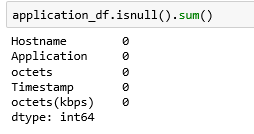 application_df.isnull().sum()
Hostname 0
Application 0
octets 0
Timestamp 0
octets(kbps) 0
dtype: int64